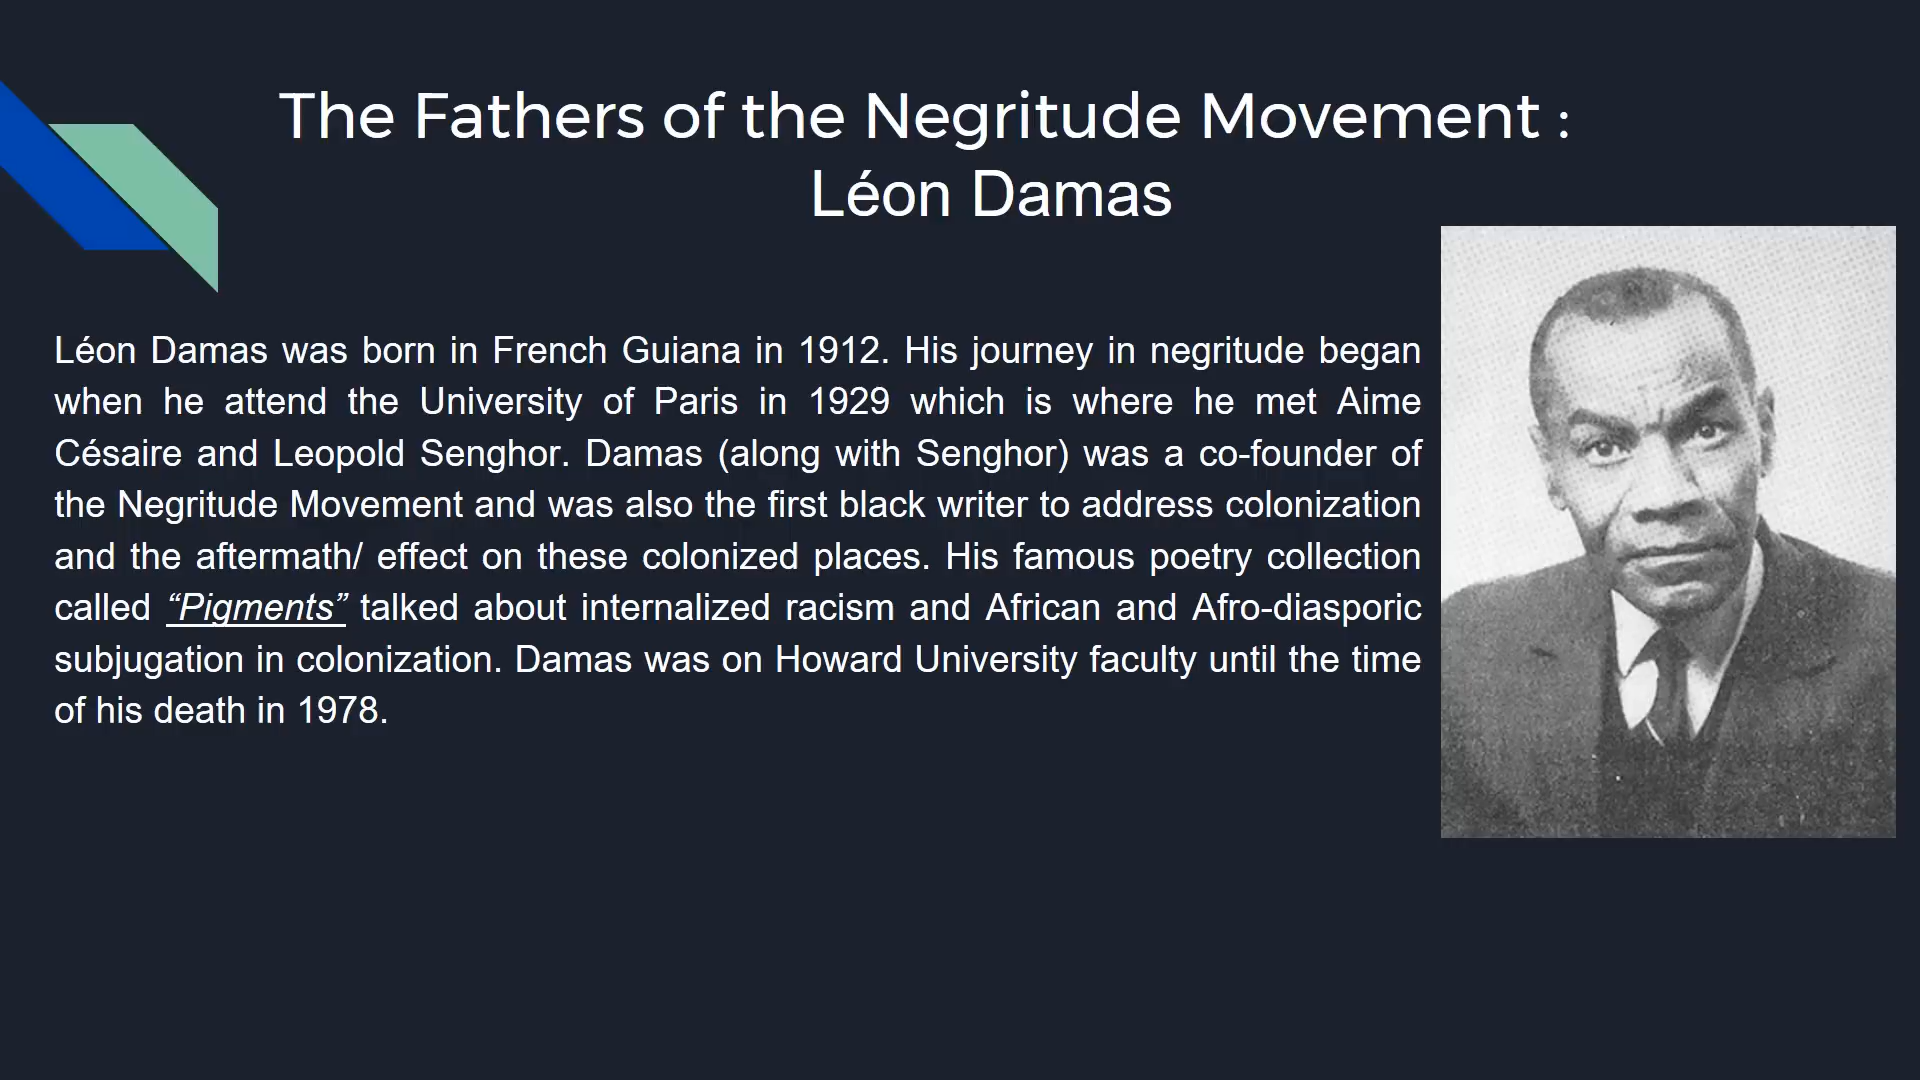 The Fathers of the Negritude Movement :
Léon Damas
Léon Damas was born in French Guiana in 1912. His journey in negritude began
when he attend the University of Paris in 1929 which is where he met Aime
Césaire and Leopold Senghor. Damas (along with Senghor) was a co-founder of
the Negritude Movement and was also the first black writer to address colonization
and the aftermath/ effect on these colonized places. His famous poetry collection
called “Pigments” talked about internalized racism and African and Afro-diasporic
subjugation in colonization. Damas was on Howard University faculty until the time
of his death in 1978.